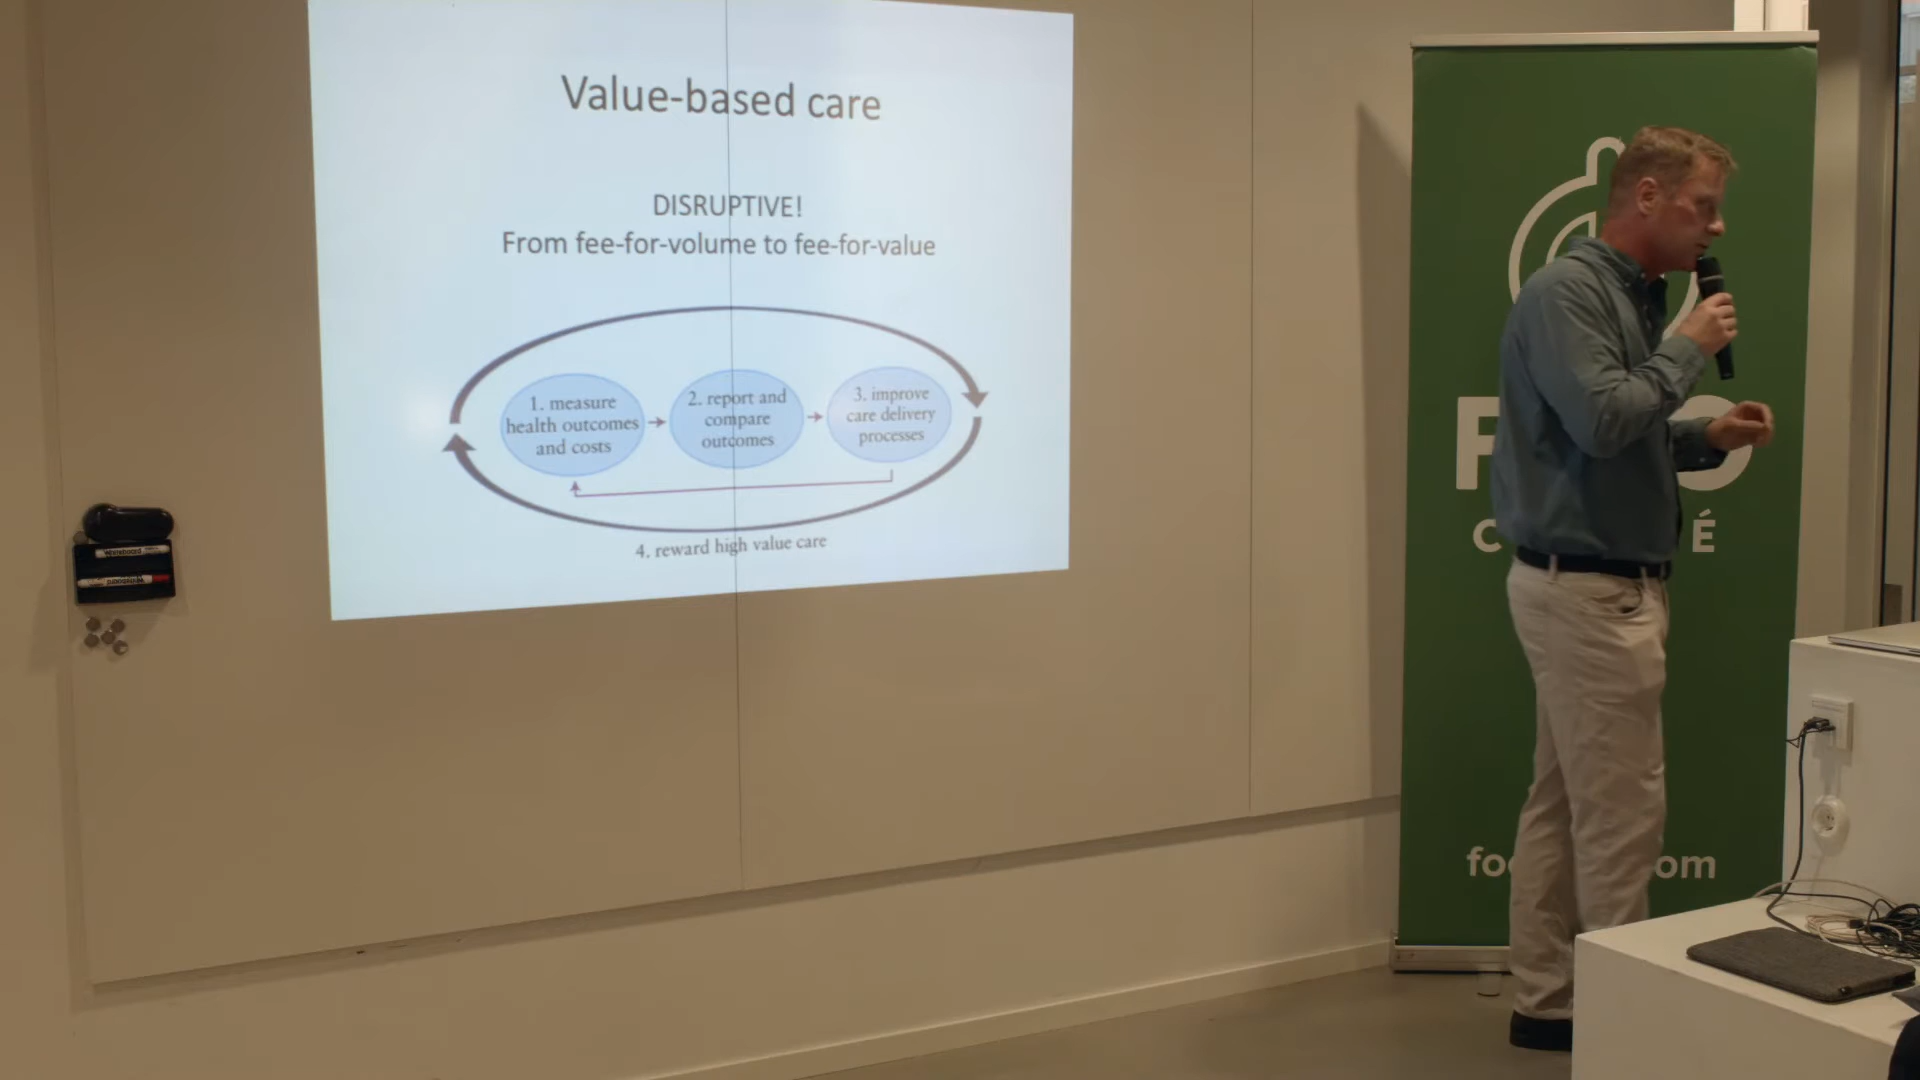 Value-based care
DISRUPTIVE!
From fee-for-volume to fee-for-value
1. measure
health outcomes
and costs
2. report and
compare
outcomes
3. improve
care delivery
processes
4. reward high value care